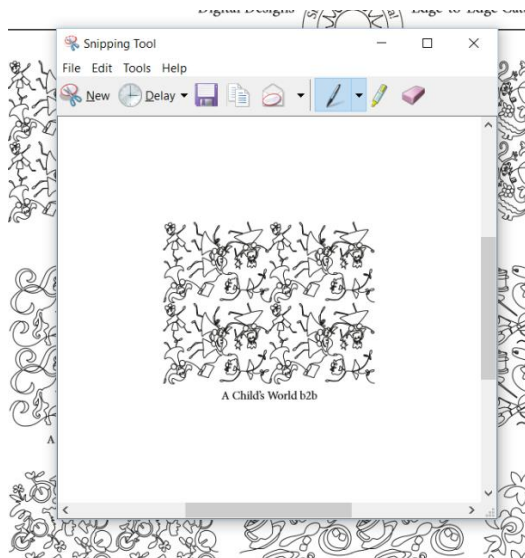 Digital Designs
Edge to Edge
Snipping Tool
File Edit Tools Help
New Delay
A Child's World b2b
A